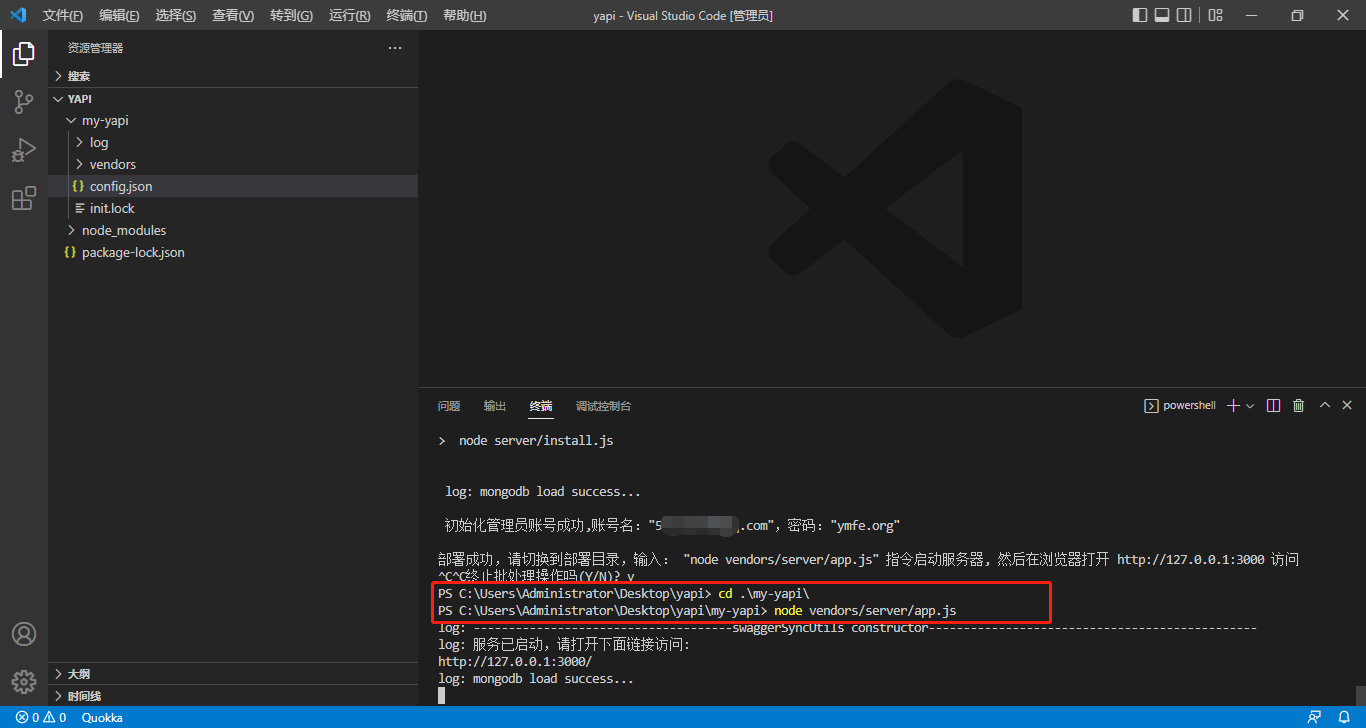 文件(F) 编辑(E) 选择(S) 查看(V) 转到(G) 运行(R) 终端(T) 帮助(H) yapi - Visual Studio Code [管理员]
资源管理器
搜索
YAPI
my-yapi
log
vendors
config.json
init.lock
node_modules
package-lock.json
大纲
时间线
问题 输出 终端 调试控制台 powershell
> node server/install.js
log: mongodb load success...
初始化管理员账号成功,账号名："5 .com"，密码："ymfe.org"
部署成功，请切换到部署目录，输入： "node vendors/server/app.js" 指令启动服务器, 然后在浏览器打开 http://127.0.0.1:3000 访问
^C^C终止批处理操作吗(Y/N)? y
PS C:\Users\Administrator\Desktop\yapi> cd .\my-yapi\
PS C:\Users\Administrator\Desktop\yapi\my-yapi> node vendors/server/app.js
log: -------------------------------------swaggerSyncUtils constructor-----------------------------------------------
log: 服务已启动，请打开下面链接访问:
http://127.0.0.1:3000/
log: mongodb load success...
0 0 Quokka